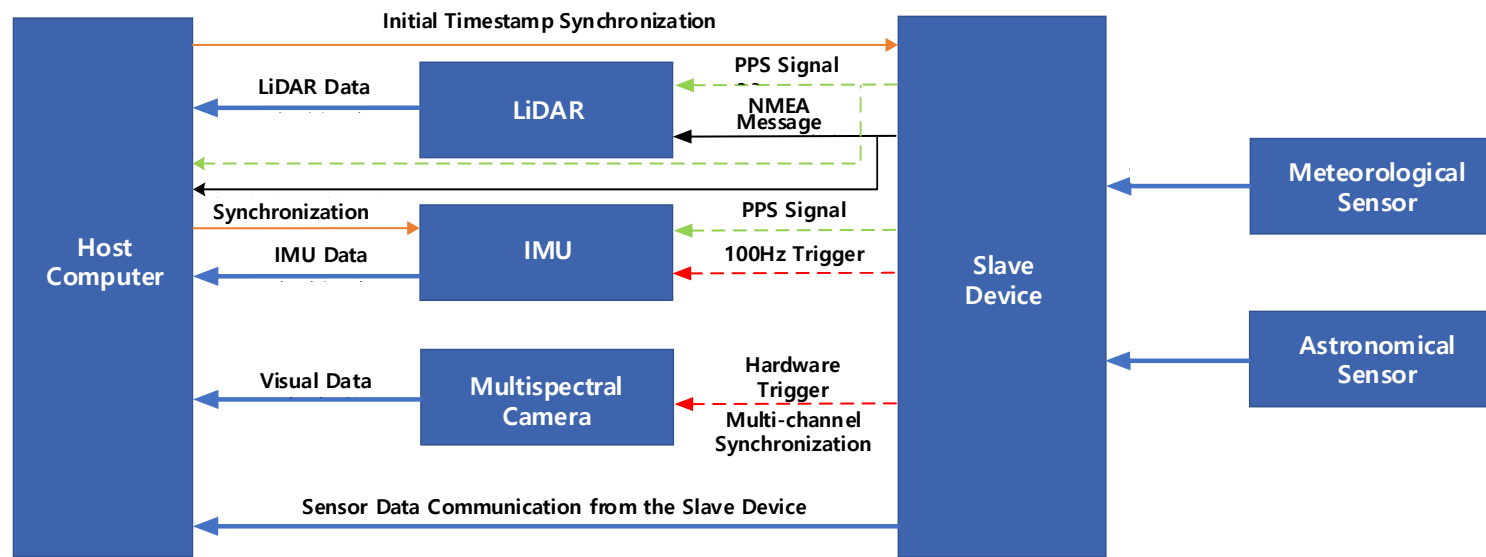 Initial Timestamp Synchronization
PPS Signal
LiDAR Data
LiDAR
NMEA
Message
Synchronization
PPS Signal
IMU
IMU Data
100Hz Trigger
Host
Computer
Slave
Device
Meteorological
Sensor
Astronomical
Sensor
Visual Data
Multispectral
Camera
Hardware
Trigger
Multi-channel
Synchronization
Sensor Data Communication from the Slave Device